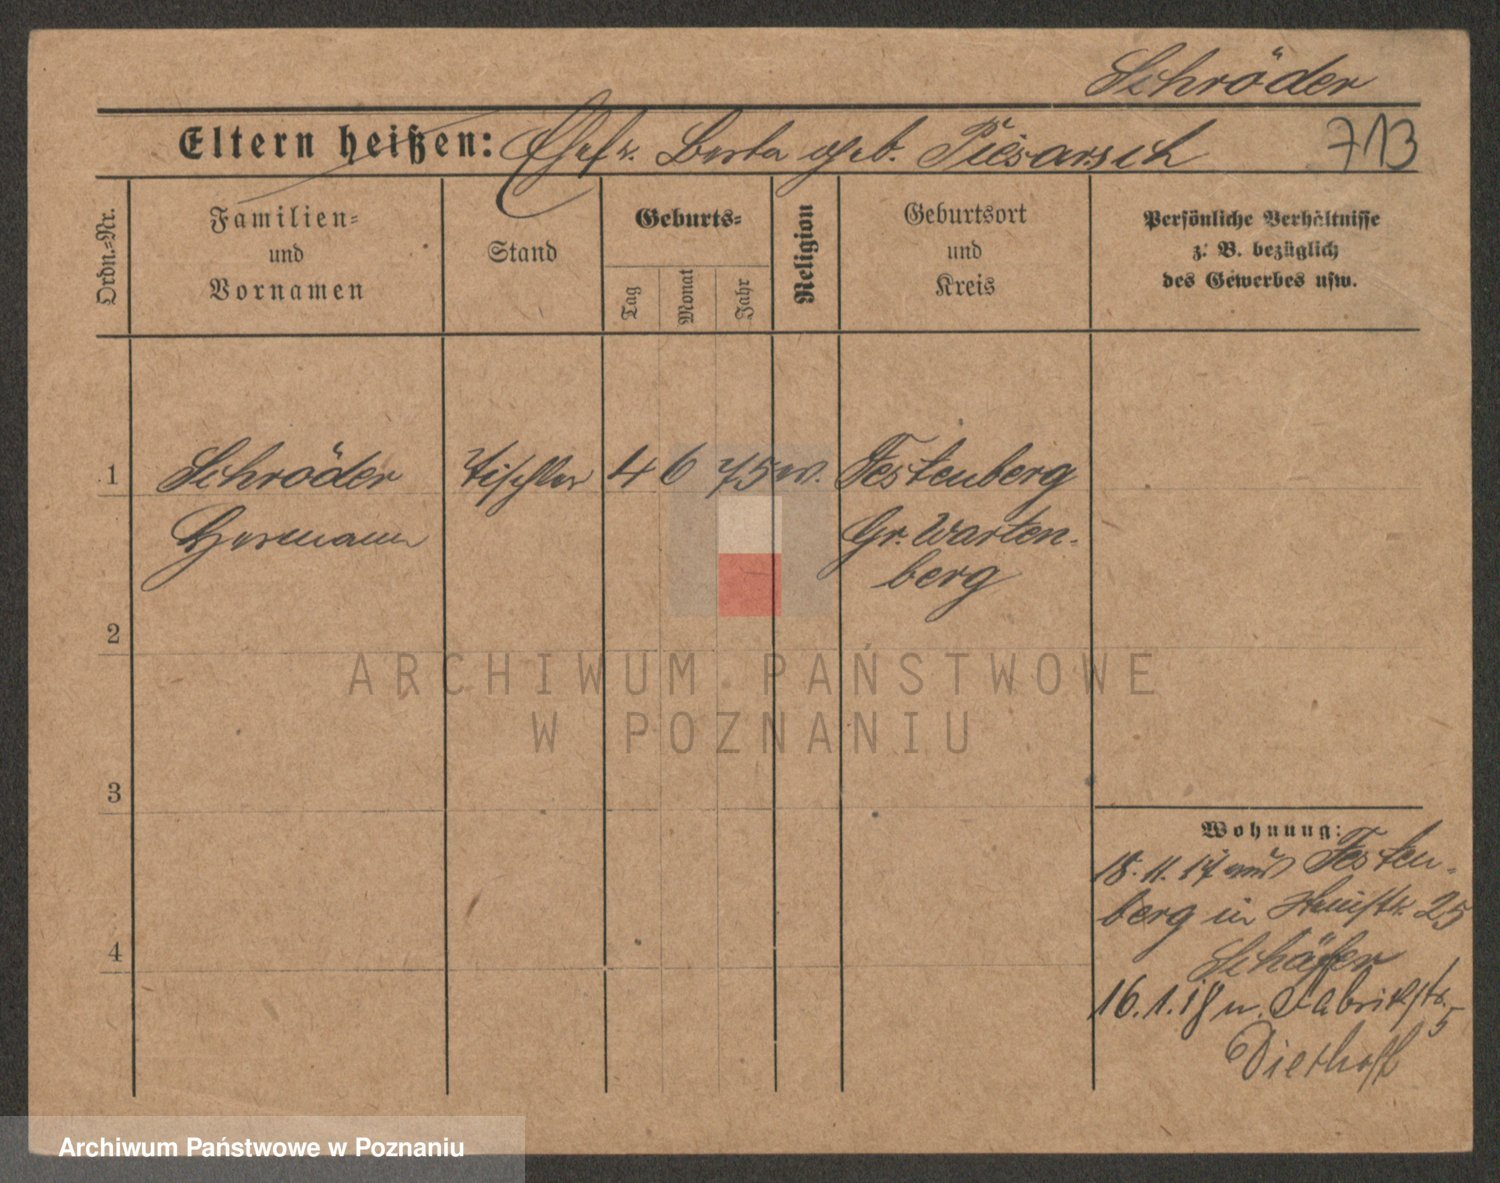 Schröder
Eltern heißen: Ehefr. Berta geb. Piesarsch 713
Ordn.=Nr.
Familien=
und
Vornamen
Stand
Geburts=
Tag
Monat
Jahr
Religion
Geburtsort
und
Kreis
Persönliche Verhältnisse
z. B. bezüglich
des Gewerbes usw.
1 Schröder Tischler 4 6 75 ev. Festenberg
Hermann Gr. Warten-
berg
2
3
4
Wohnung:
18.11.17 aus Festen-
berg in 25
Schäfer
16.1.18 n. Fabrikstr.
5
Diethoff
ARCHIWUM PAŃSTWOWE
W POZNANIU
Archiwum Państwowe w Poznaniu